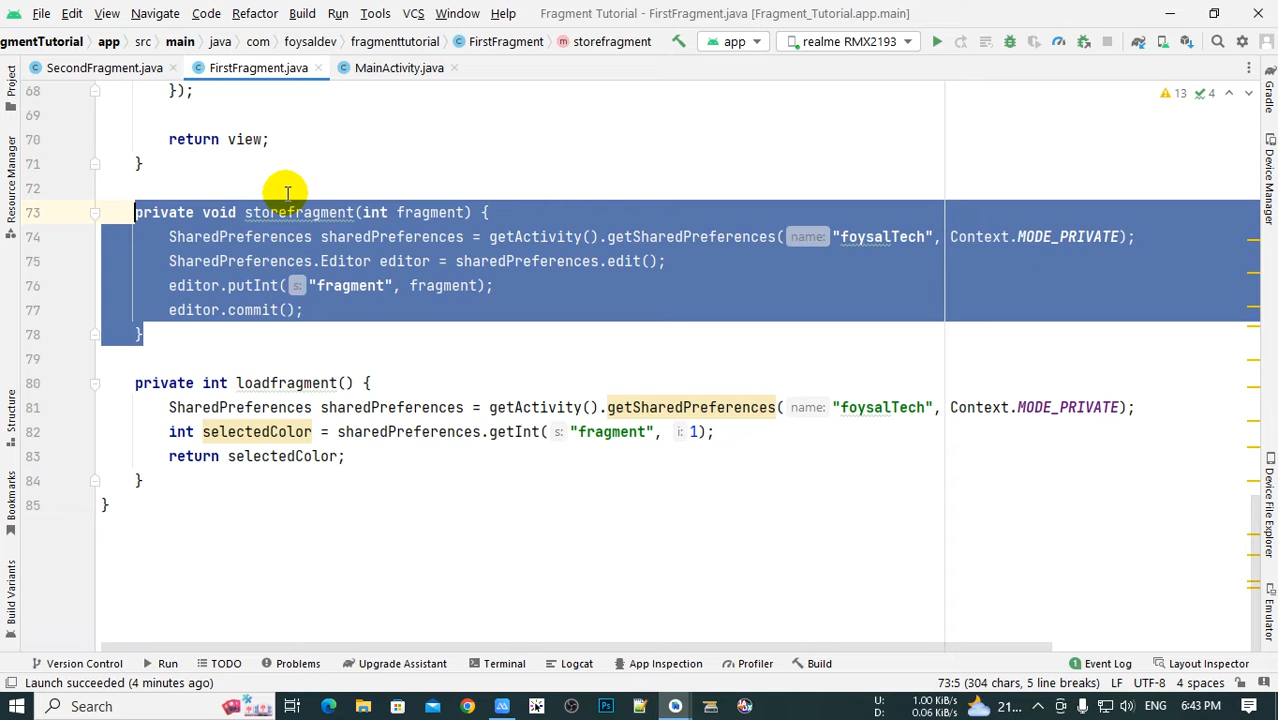 File Edit View Navigate Code Refactor Build Run Tools VCS Window Help Fragment Tutorial - FirstFragment.java [Fragment_Tutorial.app.main]
gmentTutorial app src main java com foysaldev fragmenttutorial FirstFragment storefragment app realme RMX2193
SecondFragment.java FirstFragment.java MainActivity.java
13 4
68 });
69
70 return view;
71 }
72
73 private void storefragment(int fragment) {
74 SharedPreferences sharedPreferences = getActivity().getSharedPreferences( name: "foysalTech", Context.MODE_PRIVATE);
75 SharedPreferences.Editor editor = sharedPreferences.edit();
76 editor.putInt( s: "fragment", fragment);
77 editor.commit();
78 }
79
80 private int loadfragment() {
81 SharedPreferences sharedPreferences = getActivity().getSharedPreferences( name: "foysalTech", Context.MODE_PRIVATE);
82 int selectedColor = sharedPreferences.getInt( s: "fragment", i: 1);
83 return selectedColor;
84 }
85 }
Project
Resource Manager
Structure
Bookmarks
Build Variants
Gradle
Device Manager
Device File Explorer
Emulator
Version Control Run TODO Problems Upgrade Assistant Terminal Logcat App Inspection Profiler Build Event Log Layout Inspector
Launch succeeded (4 minutes ago) 73:5 (304 chars, 5 line breaks) LF UTF-8 4 spaces
Search Ps U: 1.00 KiB/s D: 0.06 KiB/s 21... 6:43 PM